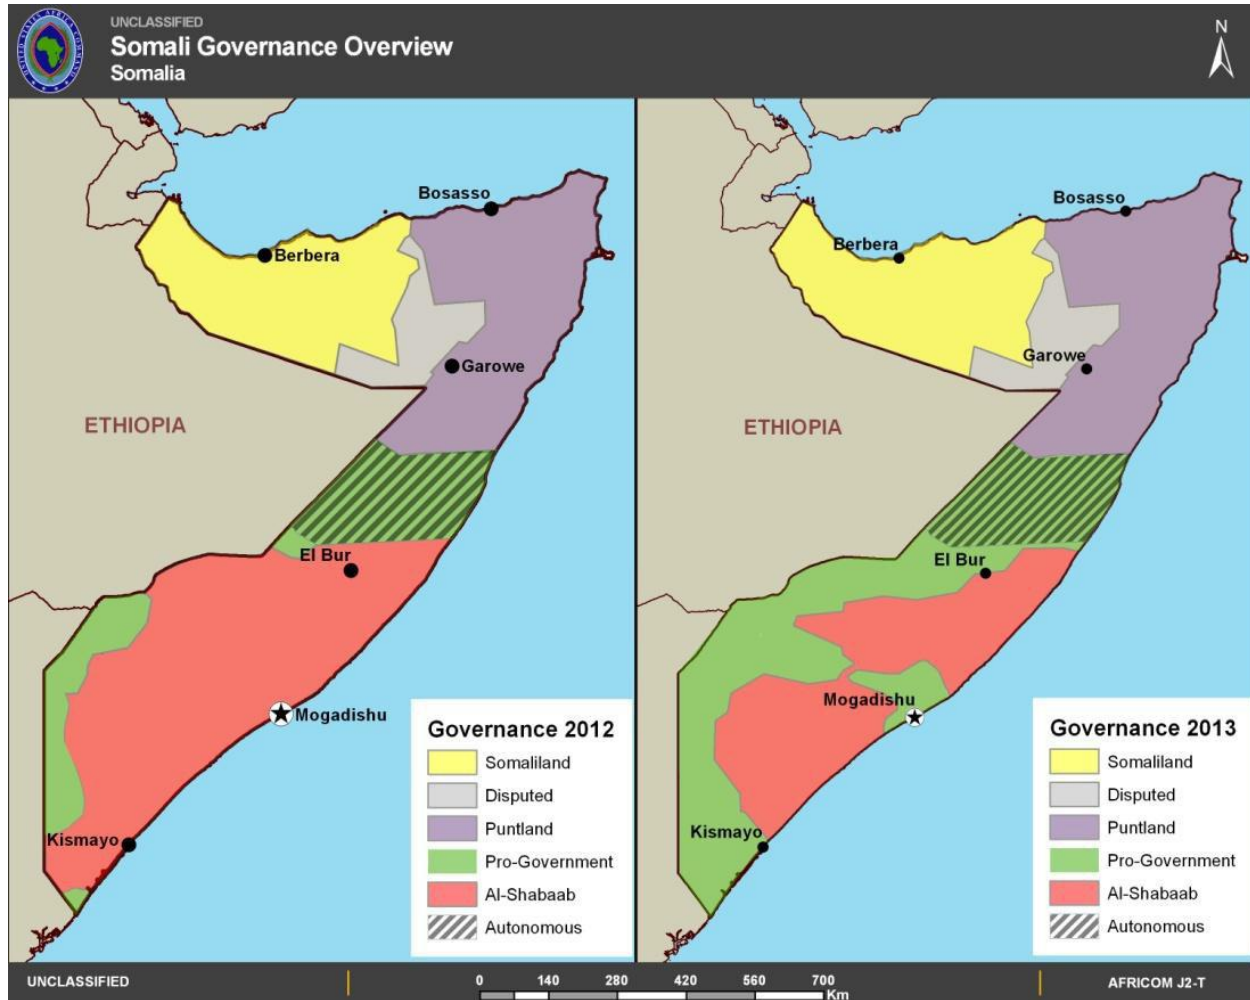 UNCLASSIFIED
Somali Governance Overview
Somalia
N
Bosasso
Berbera
Garowe
ETHIOPIA
El Bur
Mogadishu
Kismayo
Governance 2012
Somaliland
Disputed
Puntland
Pro-Government
Al-Shabaab
Autonomous
Bosasso
Berbera
Garowe
ETHIOPIA
El Bur
Mogadishu
Kismayo
Governance 2013
Somaliland
Disputed
Puntland
Pro-Government
Al-Shabaab
Autonomous
UNCLASSIFIED
0 140 280 420 560 700
Km
AFRICOM J2-T